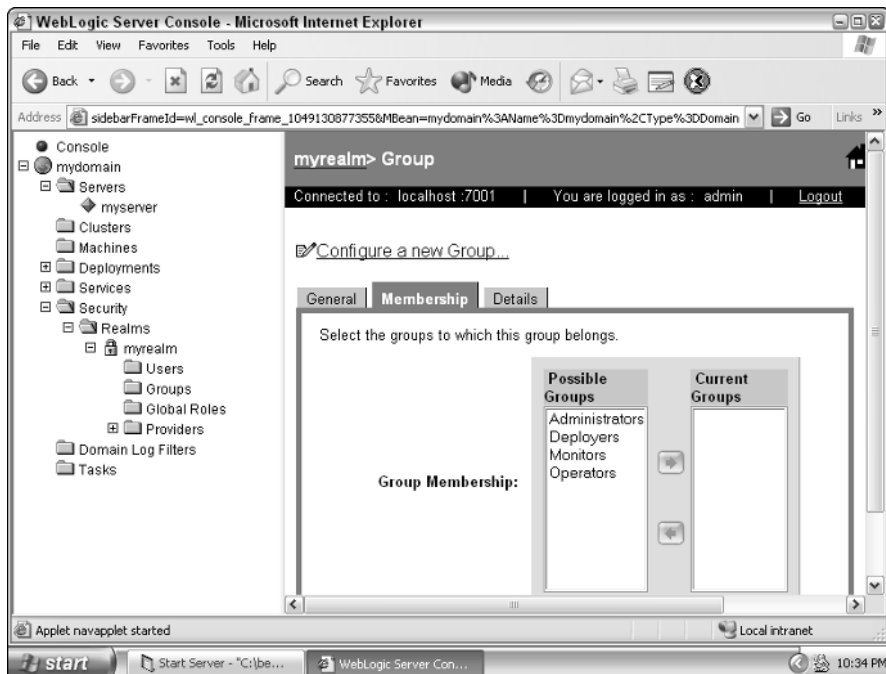 WebLogic Server Console - Microsoft Internet Explorer
File Edit View Favorites Tools Help
Back Search Favorites Media
Address sidebarFrameId=wl_console_frame_1049130877355&MBean=mydomain%3AName%3Dmydomain%2CType%3DDomain Go Links »
Console
mydomain
Servers
myserver
Clusters
Machines
Deployments
Services
Security
Realms
myrealm
Users
Groups
Global Roles
Providers
Domain Log Filters
Tasks
myrealm> Group
Connected to : localhost :7001 | You are logged in as : admin | Logout
Configure a new Group...
General Membership Details
Select the groups to which this group belongs.
Possible Groups
Current Groups
Administrators
Deployers
Monitors
Operators
Group Membership:
Applet navapplet started Local intranet
start Start Server - "C:\be... WebLogic Server Con... 10:34 PM